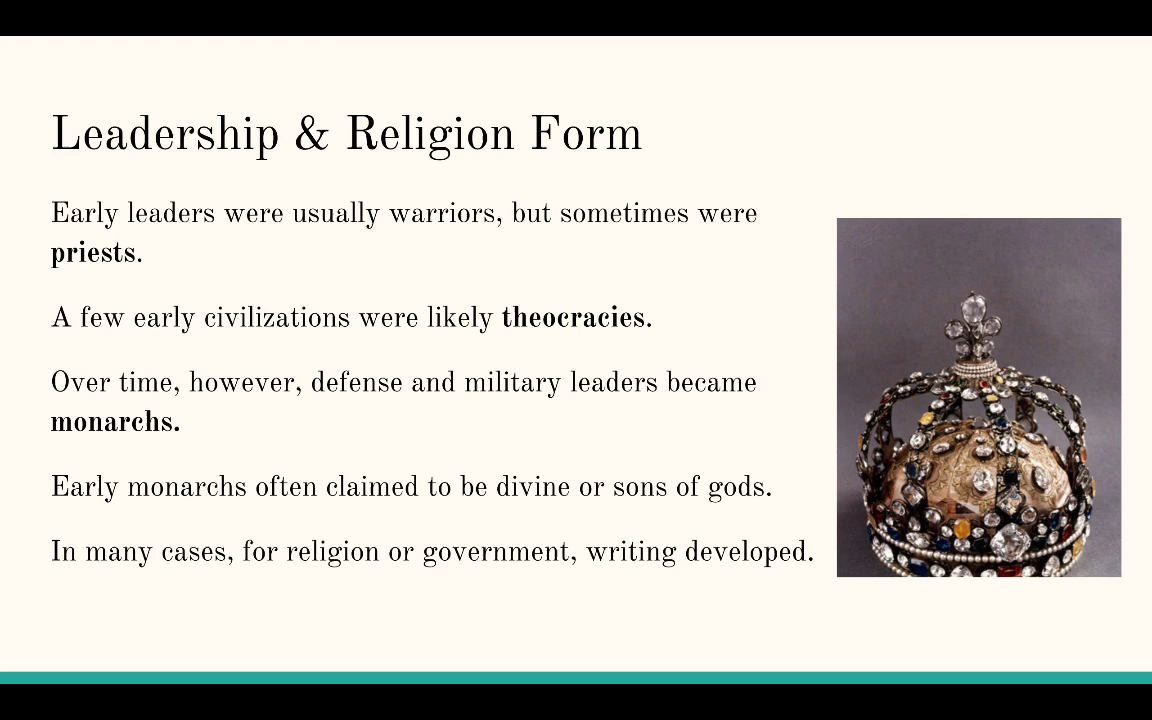 Leadership & Religion Form
Early leaders were usually warriors, but sometimes were
priests.
A few early civilizations were likely theocracies.
Over time, however, defense and military leaders became
monarchs.
Early monarchs often claimed to be divine or sons of gods.
In many cases, for religion or government, writing developed.